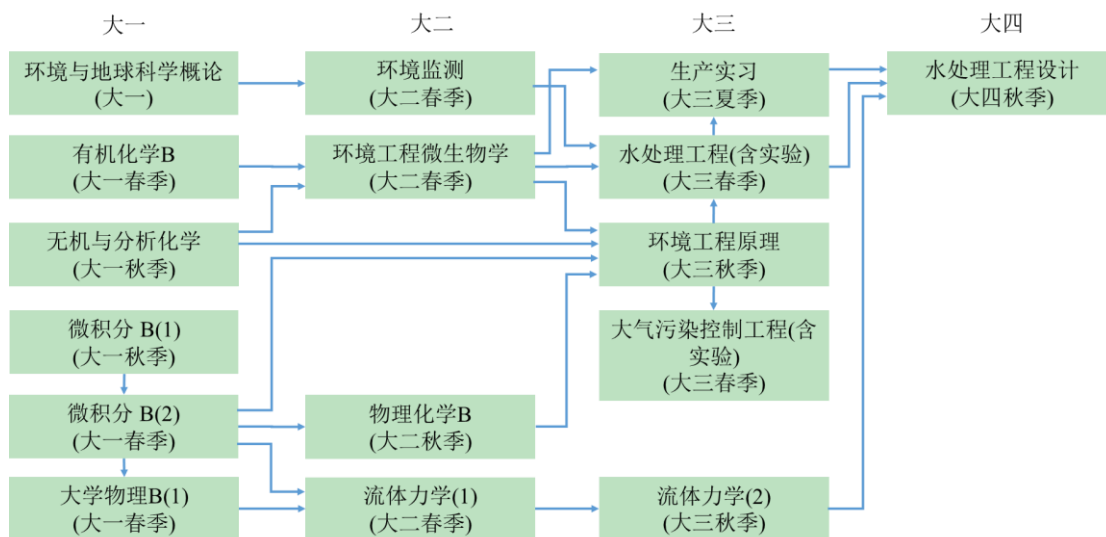 大一
大二
大三
大四
环境与地球科学概论
(大一)
环境监测
(大二春季)
生产实习
(大三夏季)
水处理工程设计
(大四秋季)
有机化学B
(大一春季)
环境工程微生物学
(大二春季)
水处理工程(含实验)
(大三春季)
无机与分析化学
(大一秋季)
环境工程原理
(大三秋季)
微积分 B(1)
(大一秋季)
大气污染控制工程(含
实验)
(大三春季)
微积分 B(2)
(大一春季)
物理化学B
(大二秋季)
大学物理B(1)
(大一春季)
流体力学(1)
(大二春季)
流体力学(2)
(大三秋季)